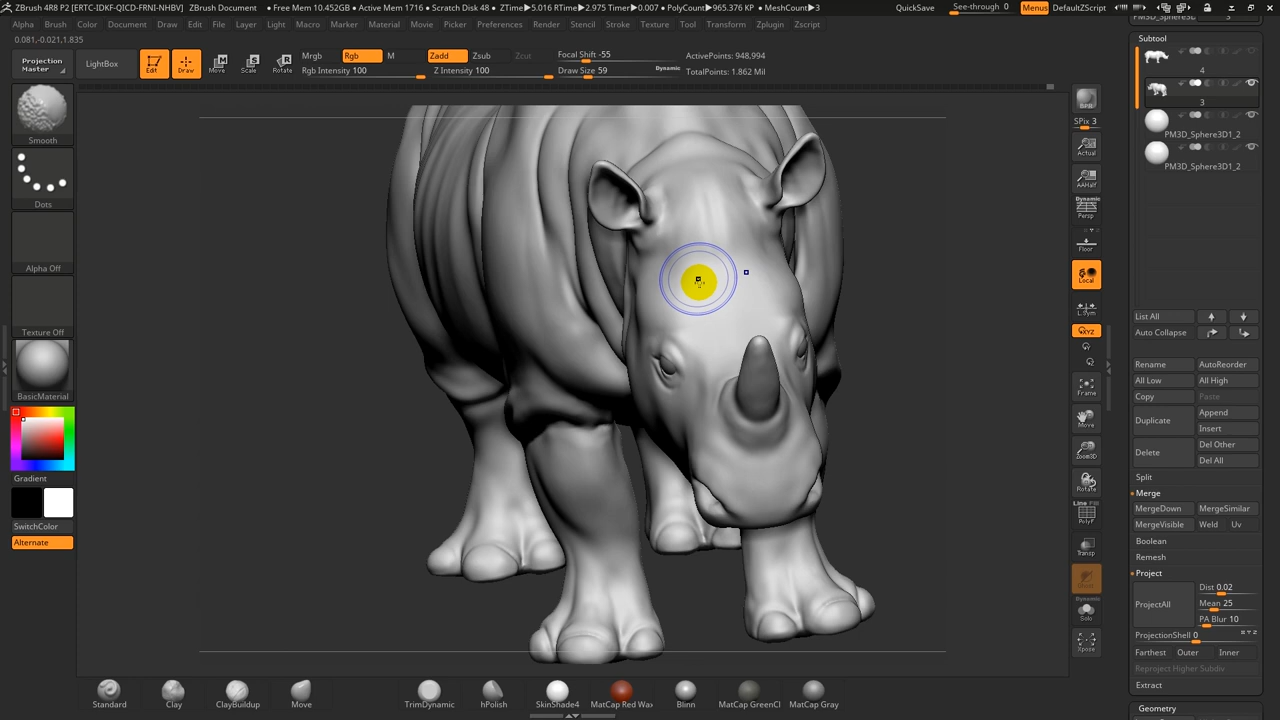 ZBrush 4R8 P2 [ERTC-IDKF-QICD-FRNI-NHBV] ZBrush Document • Free Mem 10.452GB • Active Mem 1716 • Scratch Disk 48 • ZTime▶5.016 RTime▶2.975 Timer▶0.007 • PolyCount▶965.376 KP • MeshCount▶3 QuickSave See-through 0 Menus DefaultZScript
Alpha Brush Color Document Draw Edit File Layer Light Macro Marker Material Movie Picker Preferences Render Stencil Stroke Texture Tool Transform Zplugin Zscript
0.081,-0.021,1.835
Projection Master
LightBox
Edit Draw Move Scale Rotate
Mrgb Rgb M
Rgb Intensity 100
Zadd Zsub Zcut
Z Intensity 100
Focal Shift -55
Draw Size 59
Dynamic
ActivePoints: 948,994
TotalPoints: 1.862 Mil
Smooth
Dots
Alpha Off
Texture Off
BasicMaterial
Gradient
SwitchColor
Alternate
BPR
SPix 3
Actual
AAHalf
Dynamic
Persp
Floor
Local
L.Sym
XYZ
Frame
Move
Zoom3D
Rotate
Line Fill
PolyF
Transp
Ghost
Dynamic
Solo
Xpose
3
Subtool
4
3
PM3D_Sphere3D1_2
PM3D_Sphere3D1_2
List All
Auto Collapse
Rename AutoReorder
All Low All High
Copy Paste
Duplicate
Append
Insert
Delete
Del Other
Del All
Split
Merge
MergeDown MergeSimilar
MergeVisible Weld Uv
Boolean
Remesh
Project
ProjectAll
Dist 0.02
Mean 25
PA Blur 10
ProjectionShell 0
Farthest Outer Inner
Reproject Higher Subdiv
Extract
Geometry
Standard Clay ClayBuildup Move TrimDynamic hPolish SkinShade4 MatCap Red Wax Blinn MatCap GreenCl MatCap Gray